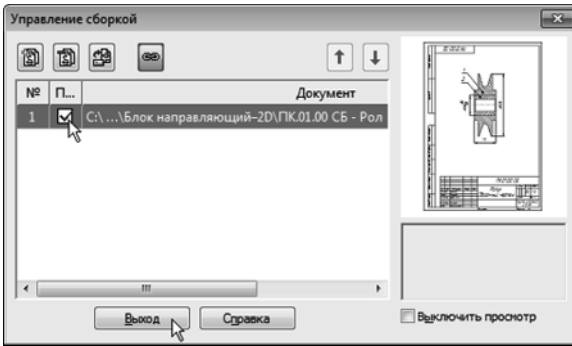 Управление сборкой
№ П... Документ
1 C:\ ...\Блок направляющий–2D\ПК.01.00 СБ - Рол
Выход Справка
Выключить просмотр